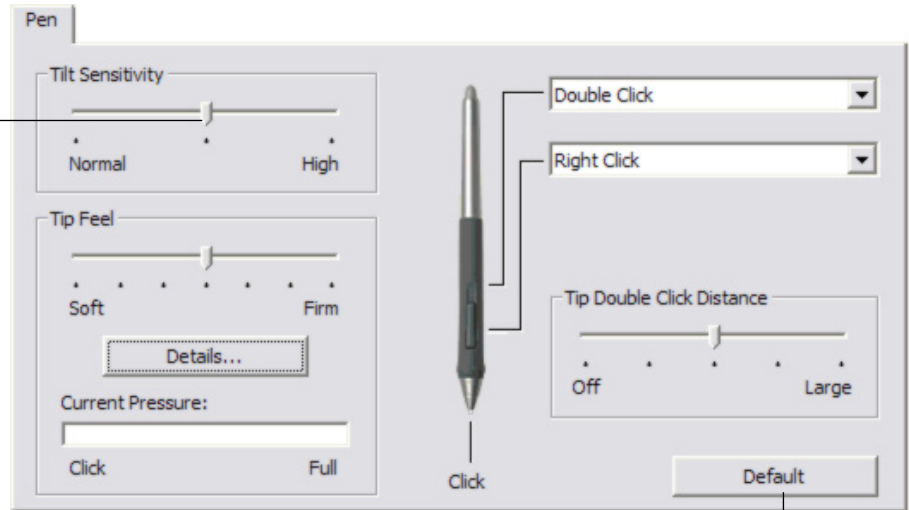 Pen
Tilt Sensitivity
Normal High
Tip Feel
Soft Firm
Details...
Current Pressure:
Click Full
Click
Double Click
Right Click
Tip Double Click Distance
Off Large
Default